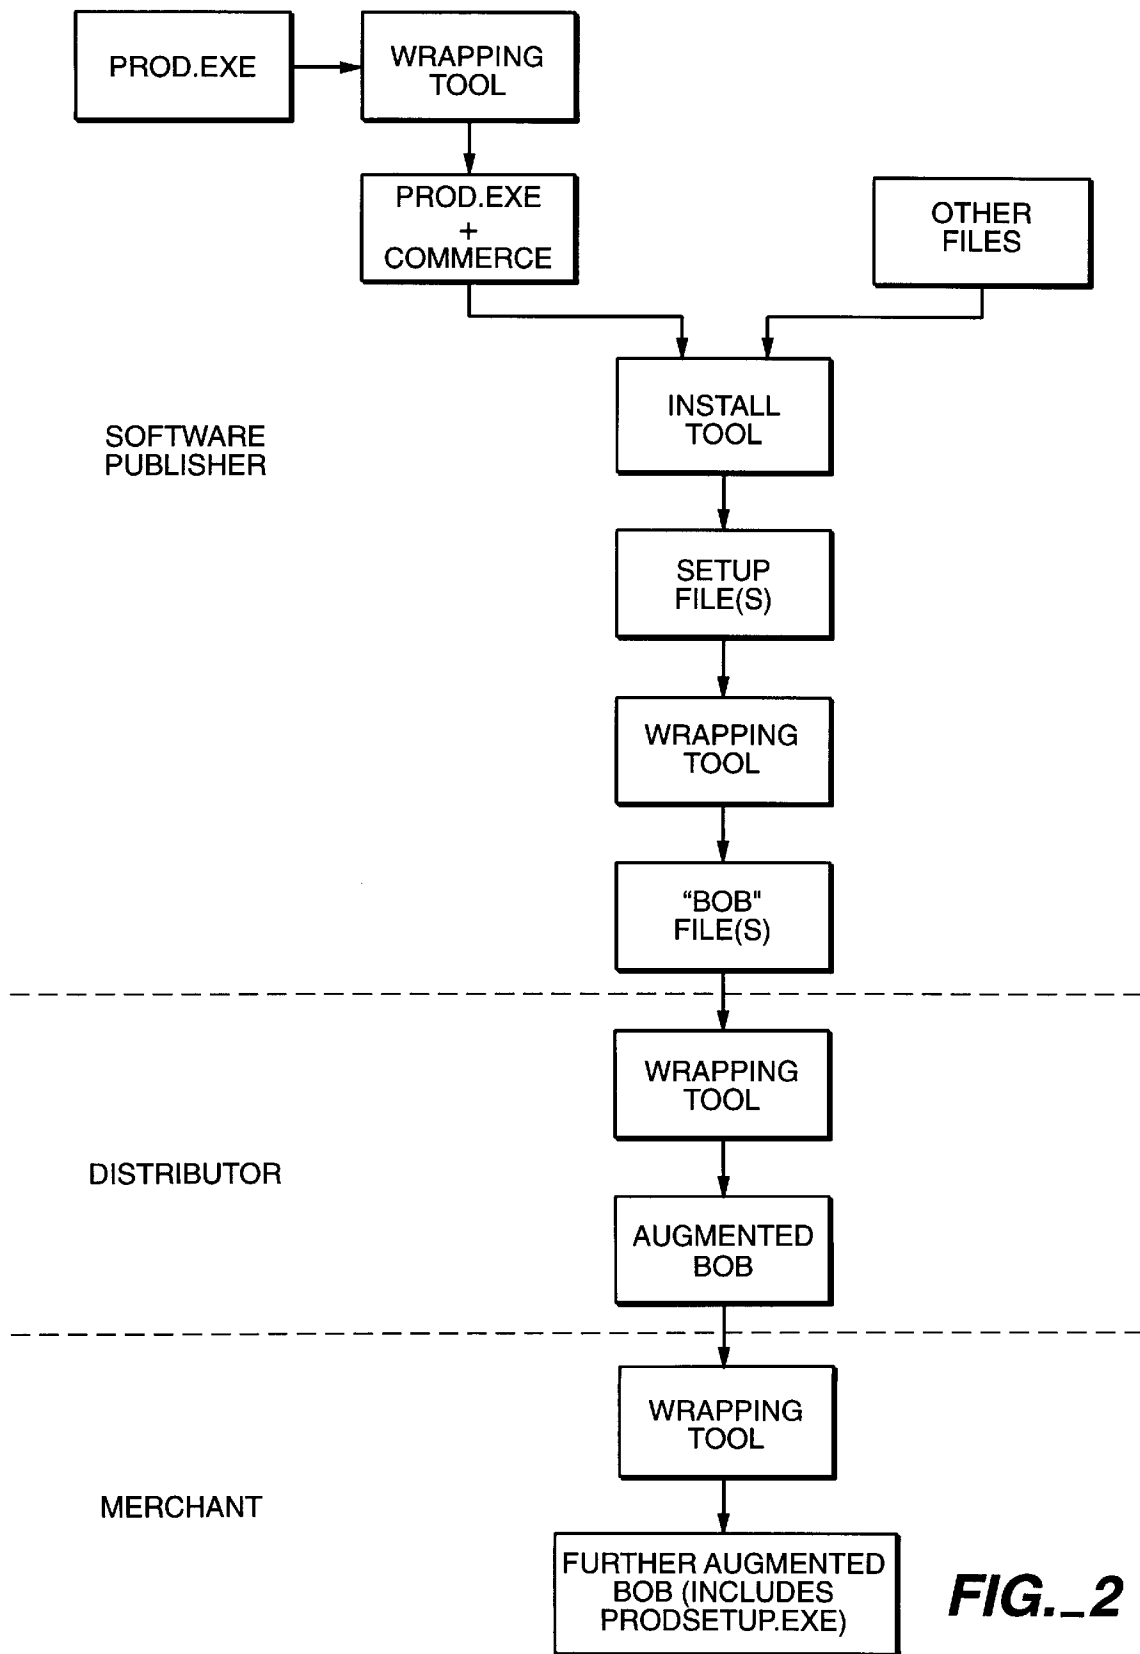 PROD.EXE
WRAPPING
TOOL
PROD.EXE
+
COMMERCE
OTHER
FILES
INSTALL
TOOL
SOFTWARE
PUBLISHER
SETUP
FILE(S)
WRAPPING
TOOL
“BOB"
FILE(S)
WRAPPING
TOOL
DISTRIBUTOR
AUGMENTED
BOB
WRAPPING
TOOL
MERCHANT
FURTHER AUGMENTED
BOB (INCLUDES
PRODSETUP.EXE)
FIG._2